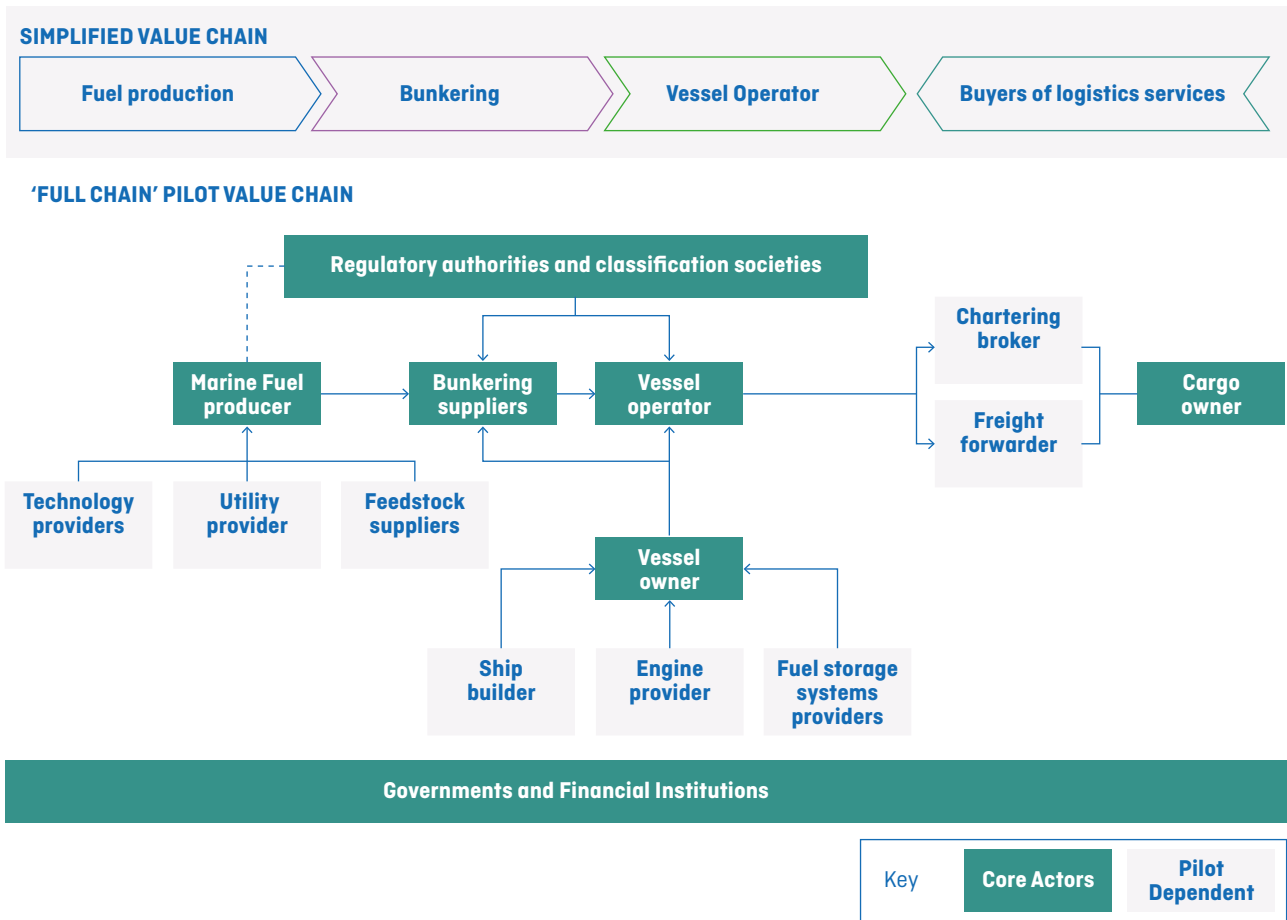 SIMPLIFIED VALUE CHAIN
Fuel production
Bunkering
Vessel Operator
Buyers of logistics services
‘FULL CHAIN’ PILOT VALUE CHAIN
Regulatory authorities and classification societies
Chartering
broker
Marine Fuel
producer
Bunkering
suppliers
Vessel
operator
Cargo
owner
Freight
forwarder
Technology
providers
Utility
provider
Feedstock
suppliers
Vessel
owner
Ship
builder
Engine
provider
Fuel storage
systems
providers
Governments and Financial Institutions
Key
Core Actors
Pilot
Dependent